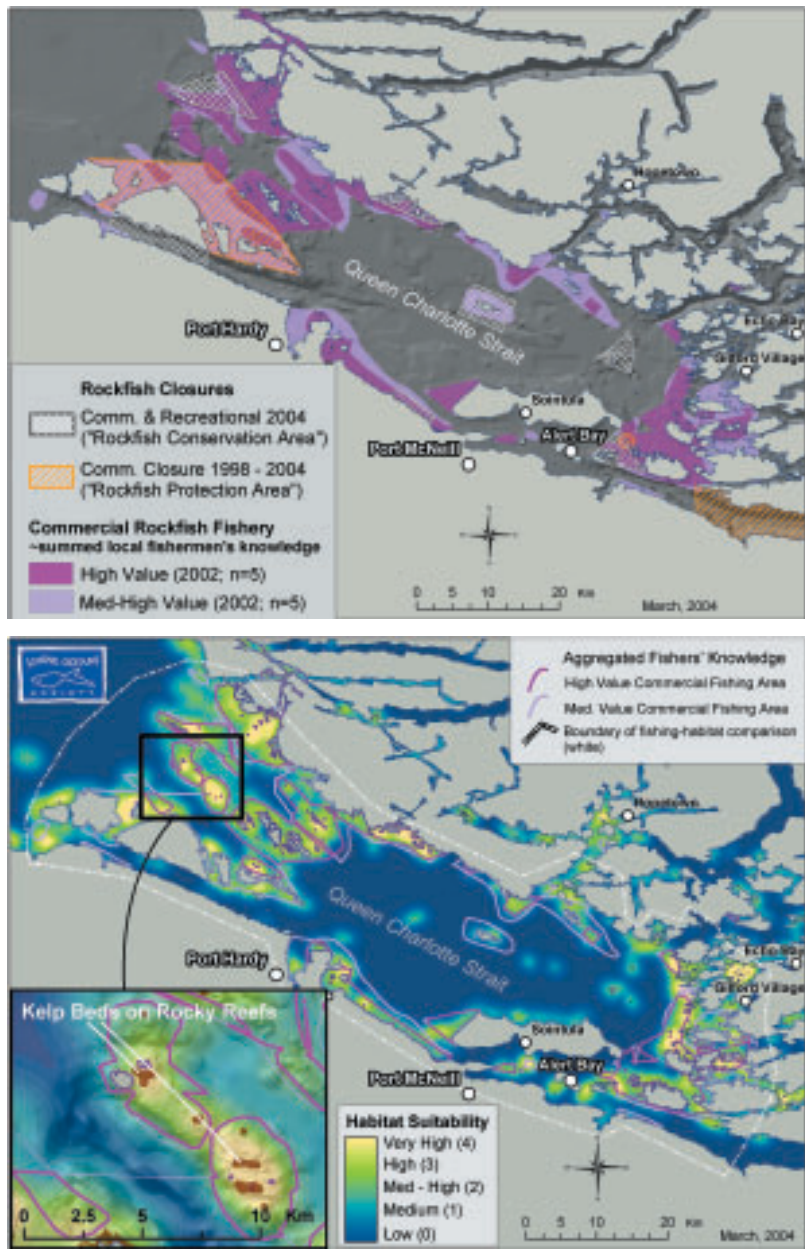 Hopetown
Queen Charlotte Strait
Echo Bay
Port Hardy
Gilford Village
Sointula
Alert Bay
Port McNeill
Rockfish Closures
Comm. & Recreational 2004
("Rockfish Conservation Area")
Comm. Closure 1998 - 2004
("Rockfish Protection Area")
Commercial Rockfish Fishery
~summed local fishermen's knowledge
High Value (2002; n=5)
Med-High Value (2002; n=5)
0 10 20 Km
March, 2004
LIVING OCEANS
SOCIETY
Aggregated Fishers' Knowledge
High Value Commercial Fishing Area
Med. Value Commercial Fishing Area
Boundary of fishing-habitat comparison
(white)
Hopetown
Queen Charlotte Strait
Echo Bay
Port Hardy
Gilford Village
Kelp Beds on Rocky Reefs
Sointula
Alert Bay
Port McNeill
Habitat Suitability
Very High (4)
High (3)
Med - High (2)
Medium (1)
Low (0)
0 2.5 5 10 Km
0 10 20 Km
March, 2004